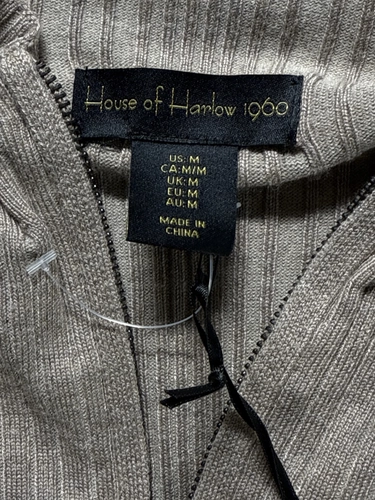 House of Harlow 1960
US: M
CA: M/M
UK: M
EU: M
AU: M
MADE IN
CHINA